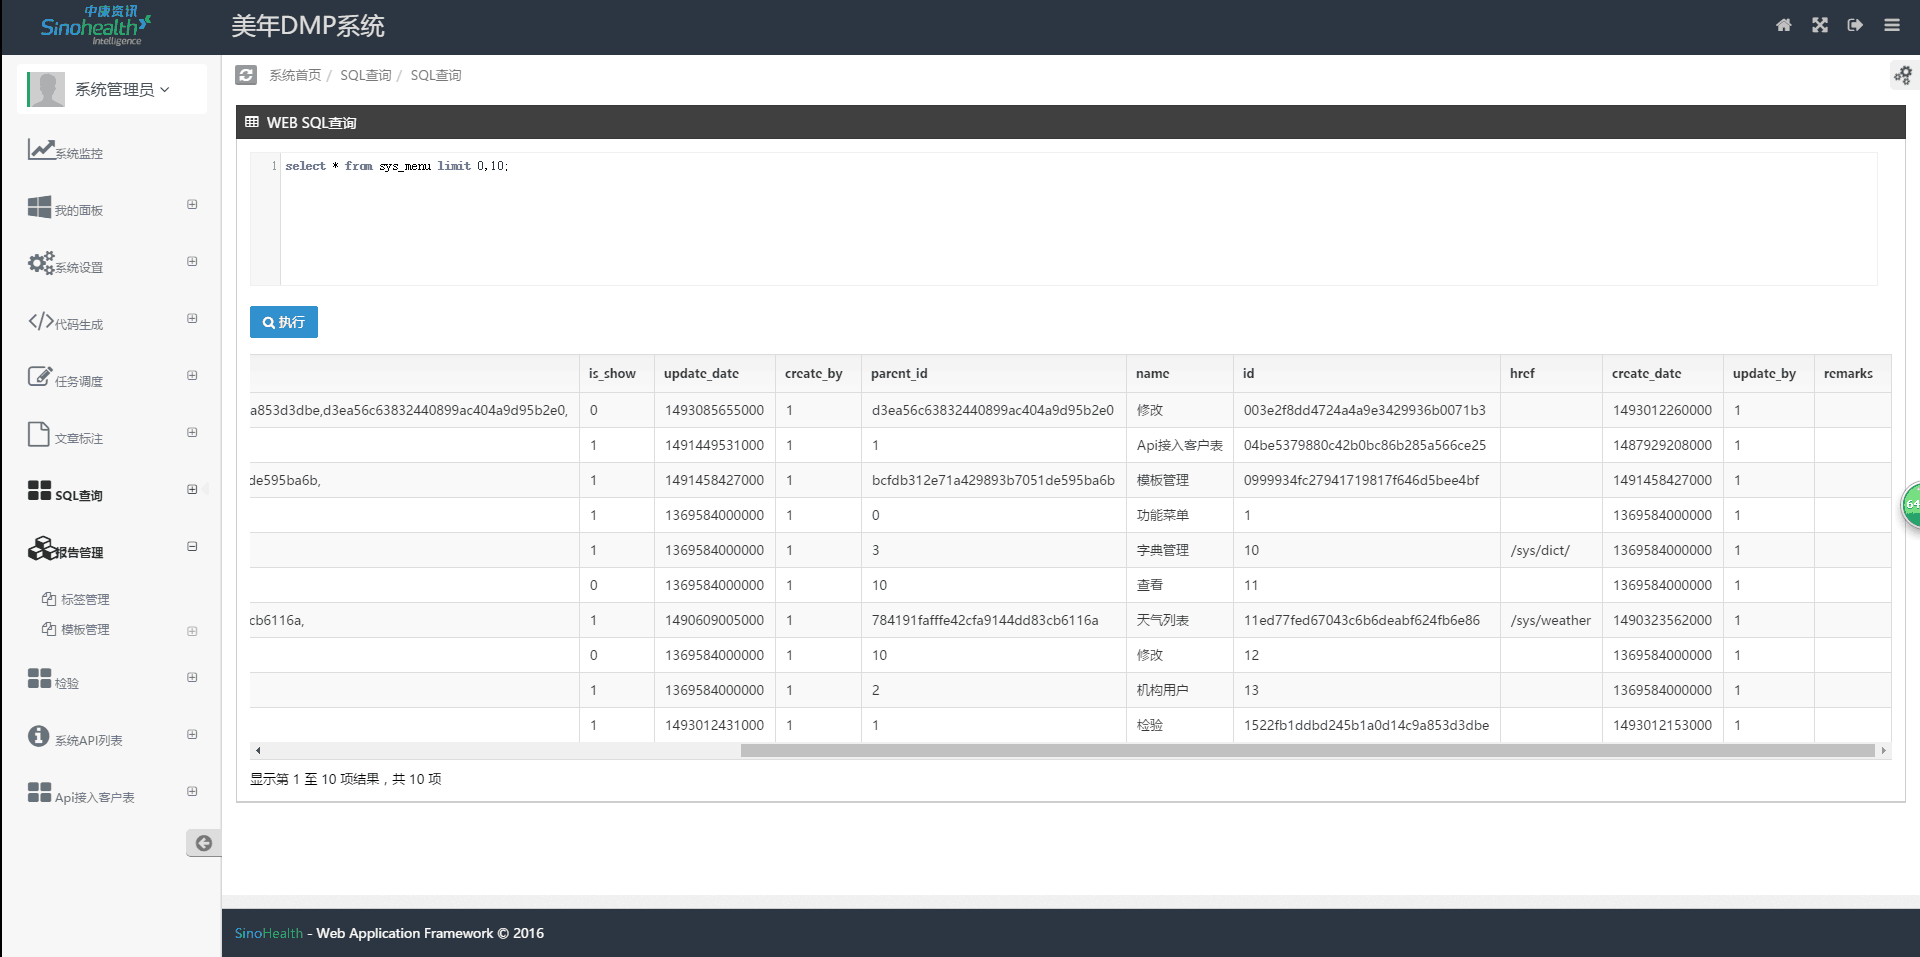 中康资讯
Sinohealth
Intelligence
美年DMP系统
系统管理员
系统首页 / SQL查询 / SQL查询
WEB SQL查询
1 select * from sys_menu limit 0,10;
执行
系统监控
我的面板
系统设置
代码生成
任务调度
文章标注
SQL查询
报告管理
标签管理
模板管理
检验
系统API列表
Api接入客户表
is_show update_date create_by parent_id name id href create_date update_by remarks
a853d3dbe,d3ea56c63832440899ac404a9d95b2e0, 0 1493085655000 1 d3ea56c63832440899ac404a9d95b2e0 修改 003e2f8dd4724a4a9e3429936b0071b3 1493012260000 1
1 1491449531000 1 1 Api接入客户表 04be5379880c42b0bc86b285a566ce25 1487929208000 1
de595ba6b, 1 1491458427000 1 bcfdb312e71a429893b7051de595ba6b 模板管理 0999934fc27941719817f646d5bee4bf 1491458427000 1
1 1369584000000 1 0 功能菜单 1 1369584000000 1
1 1369584000000 1 3 字典管理 10 /sys/dict/ 1369584000000 1
0 1369584000000 1 10 查看 11 1369584000000 1
cb6116a, 1 1490609005000 1 784191fafffe42cfa9144dd83cb6116a 天气列表 11ed77fed67043c6b6deabf624fb6e86 /sys/weather 1490323562000 1
0 1369584000000 1 10 修改 12 1369584000000 1
1 1369584000000 1 2 机构用户 13 1369584000000 1
1 1493012431000 1 1 检验 1522fb1ddbd245b1a0d14c9a853d3dbe 1493012153000 1
显示第 1 至 10 项结果，共 10 项
64
SinoHealth - Web Application Framework © 2016